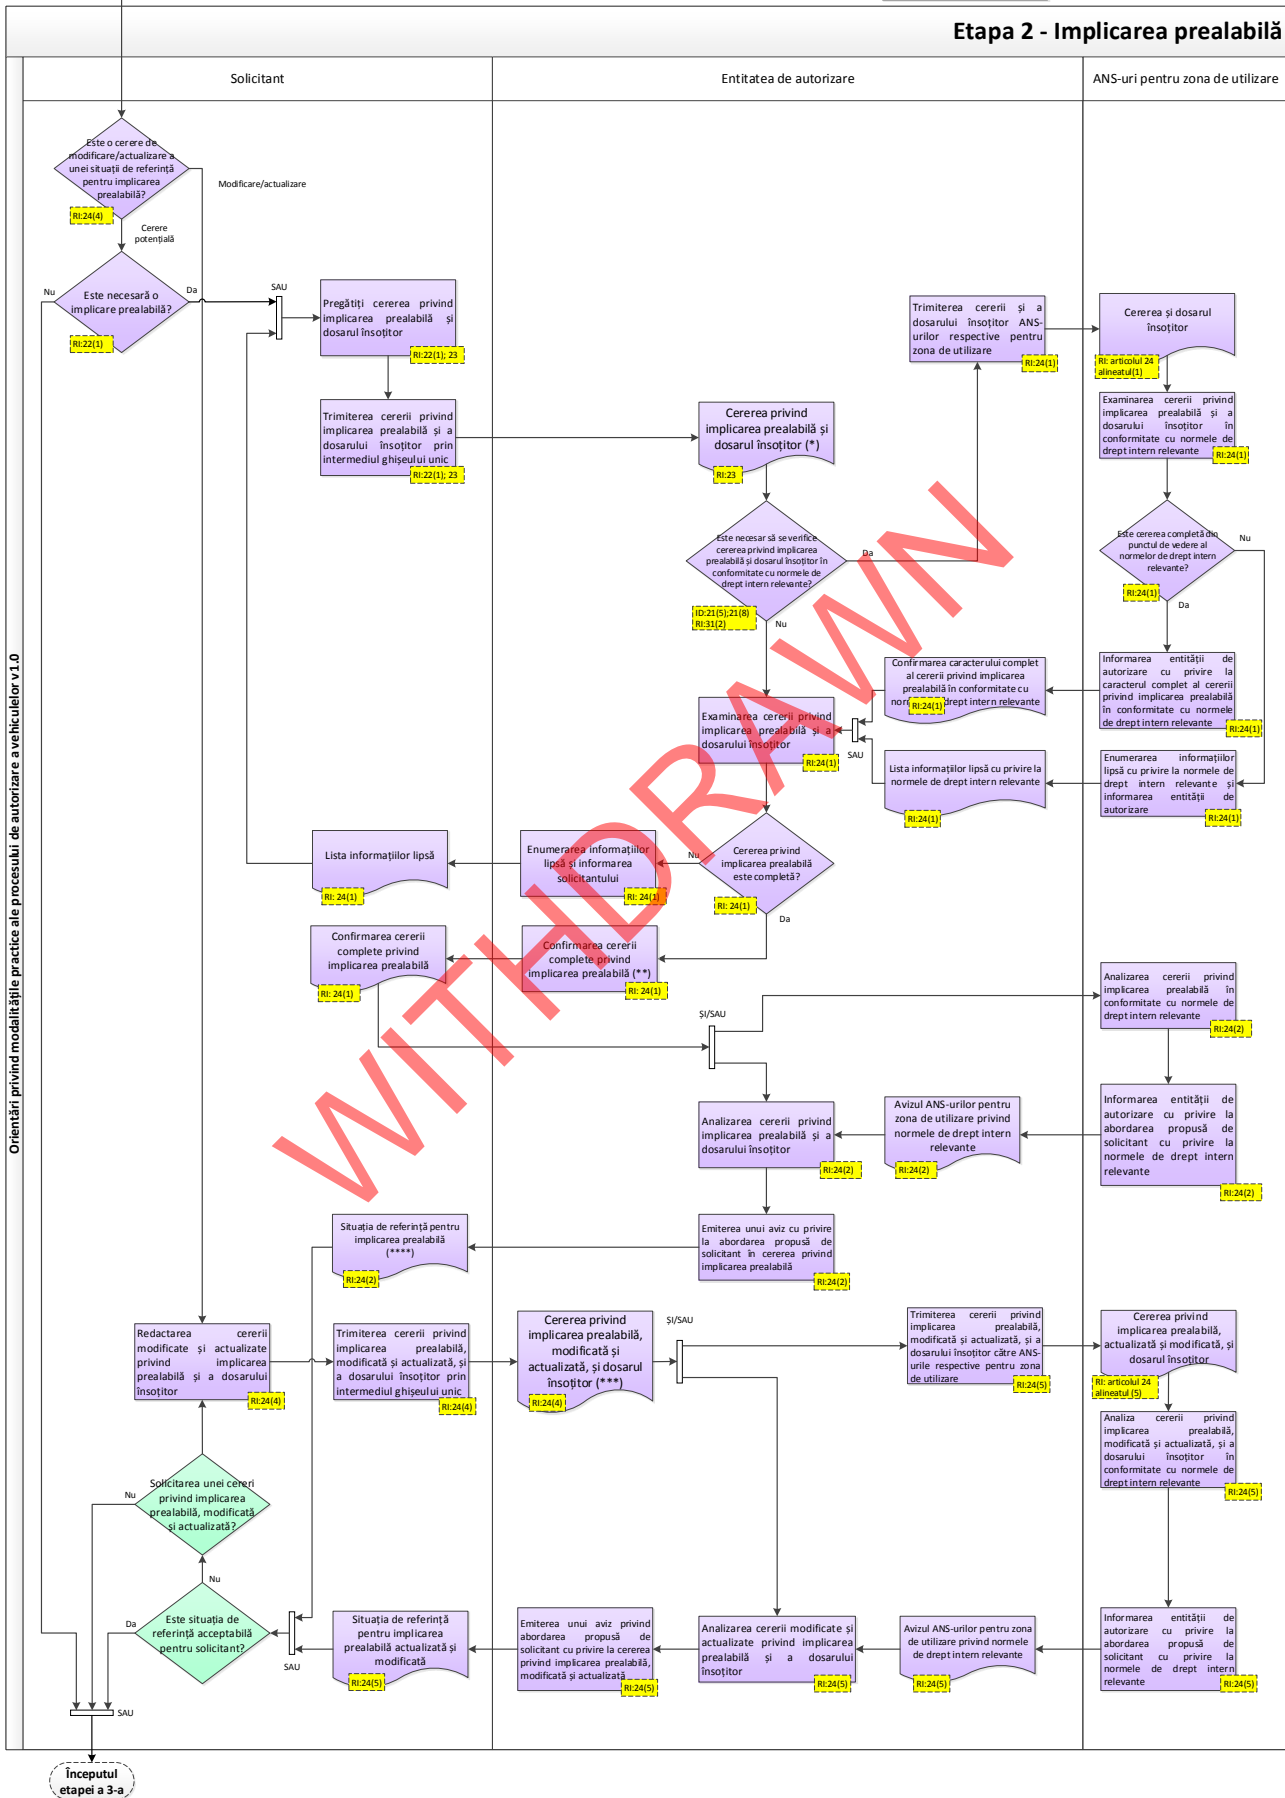 Etapa 2 - Implicarea prealabilă
Solicitant
Entitatea de autorizare
ANS-uri pentru zona de utilizare
Orientări privind modalitățile practice ale procesului de autorizare a vehiculelor v1.0
Este o cerere de
modificare/actualizare a
unei situații de referință
pentru implicarea
prealabilă?
RI:24(4)
Modificare/actualizare
Cerere
potențială
Este necesară o
implicare prealabilă?
Nu
Da
RI:22(1)
SAU
Pregătiți cererea privind
implicarea prealabilă și
dosarul însoțitor
RI:22(1); 23
Trimiterea cererii privind
implicarea prealabilă și a
dosarului însoțitor prin
intermediul ghișeului unic
RI:22(1); 23
Cererea privind
implicarea prealabilă și
dosarul însoțitor (*)
RI:23
Trimiterea cererii și a
dosarului însoțitor ANS-
urilor respective pentru
zona de utilizare
RI:24(1)
Cererea și dosarul
însoțitor
RI: articolul 24
alineatul(1)
Examinarea cererii privind
implicarea prealabilă și a
dosarului însoțitor în
conformitate cu normele de
drept intern relevante
RI:24(1)
Este necesar să se verifice
cererea privind implicarea
prealabilă și dosarul însoțitor în
conformitate cu normele de
drept intern relevante?
Da
ID:21(5);21(8)
RI:31(2)
Nu
Este cererea completă din
punctul de vedere al
normelor de drept intern
relevante?
Nu
RI:24(1)
Da
Confirmarea caracterului complet
al cererii privind implicarea
prealabilă în conformitate cu
drept intern relevante
RI:24(1)
Informarea entității de
autorizare cu privire la
caracterul complet al cererii
privind implicarea prealabilă
în conformitate cu normele
de drept intern relevante
RI:24(1)
Examinarea cererii privind
implicarea prealabilă și a
dosarului însoțitor
RI:24(1)
SAU
Lista informațiilor lipsă cu privire la
normele de drept intern relevante
RI:24(1)
Enumerarea informațiilor
lipsă cu privire la normele de
drept intern relevante și
informarea entității de
autorizare
RI:24(1)
Lista informațiilor lipsă
RI: 24(1)
Enumerarea informațiilor
lipsă și informarea
solicitantului
RI: 24(1)
Nu
Cererea privind
implicarea prealabilă
este completă?
RI: 24(1)
Da
Confirmarea cererii
complete privind
implicarea prealabilă
RI: 24(1)
Confirmarea cererii
complete privind
implicarea prealabilă (**)
RI: 24(1)
ȘI/SAU
Analizarea cererii privind
implicarea prealabilă în
conformitate cu normele de
drept intern relevante
RI:24(2)
Analizarea cererii privind
implicarea prealabilă și a
dosarului însoțitor
RI:24(2)
Avizul ANS-urilor pentru
zona de utilizare privind
normele de drept intern
relevante
RI:24(2)
Informarea entității de
autorizare cu privire la
abordarea propusă de
solicitant cu privire la
normele de drept intern
relevante
RI:24(2)
Situația de referință pentru
implicarea prealabilă
(****)
RI:24(2)
Emiterea unui aviz cu privire
la abordarea propusă de
solicitant în cererea privind
implicarea prealabilă
RI:24(2)
Redactarea cererii
modificate și actualizate
privind implicarea
prealabilă și a dosarului
însoțitor
RI:24(4)
Trimiterea cererii privind
implicarea prealabilă,
modificată și actualizată, și
a dosarului însoțitor prin
intermediul ghișeului unic
RI:24(4)
Cererea privind
implicarea prealabilă,
modificată și
actualizată, și dosarul
însoțitor (***)
RI:24(4)
ȘI/SAU
Trimiterea cererii privind
implicarea prealabilă,
modificată și actualizată, și a
dosarului însoțitor către ANS-
urile respective pentru zona
de utilizare
RI:24(5)
Cererea privind
implicarea prealabilă,
actualizată și modificată,
și dosarul însoțitor
RI: articolul 24
alineatul (5)
Analiza cererii privind
implicarea prealabilă,
modificată și actualizată, și a
dosarului însoțitor în
conformitate cu normele de
drept intern relevante
RI:24(5)
Solicitarea unei cereri
privind implicarea
prealabilă, modificată
și actualizată?
Nu
Nu
Este situația de
referință acceptabilă
pentru solicitant?
Da
SAU
Situația de referință
pentru implicarea
prealabilă actualizată și
modificată
RI:24(5)
Emiterea unui aviz privind
abordarea propusă de
solicitant cu privire la cererea
privind implicarea prealabilă,
modificată și actualizată
RI:24(5)
Analizarea cererii modificate și
actualizate privind implicarea
prealabilă și a dosarului
însoțitor
RI:24(5)
Avizul ANS-urilor pentru zona
de utilizare privind normele
de drept intern relevante
RI:24(5)
Informarea entității de
autorizare cu privire la
abordarea propusă de
solicitant cu privire la
normele de drept intern
relevante
RI:24(5)
SAU
Începutul
etapei a 3-a
WITHDRAWN